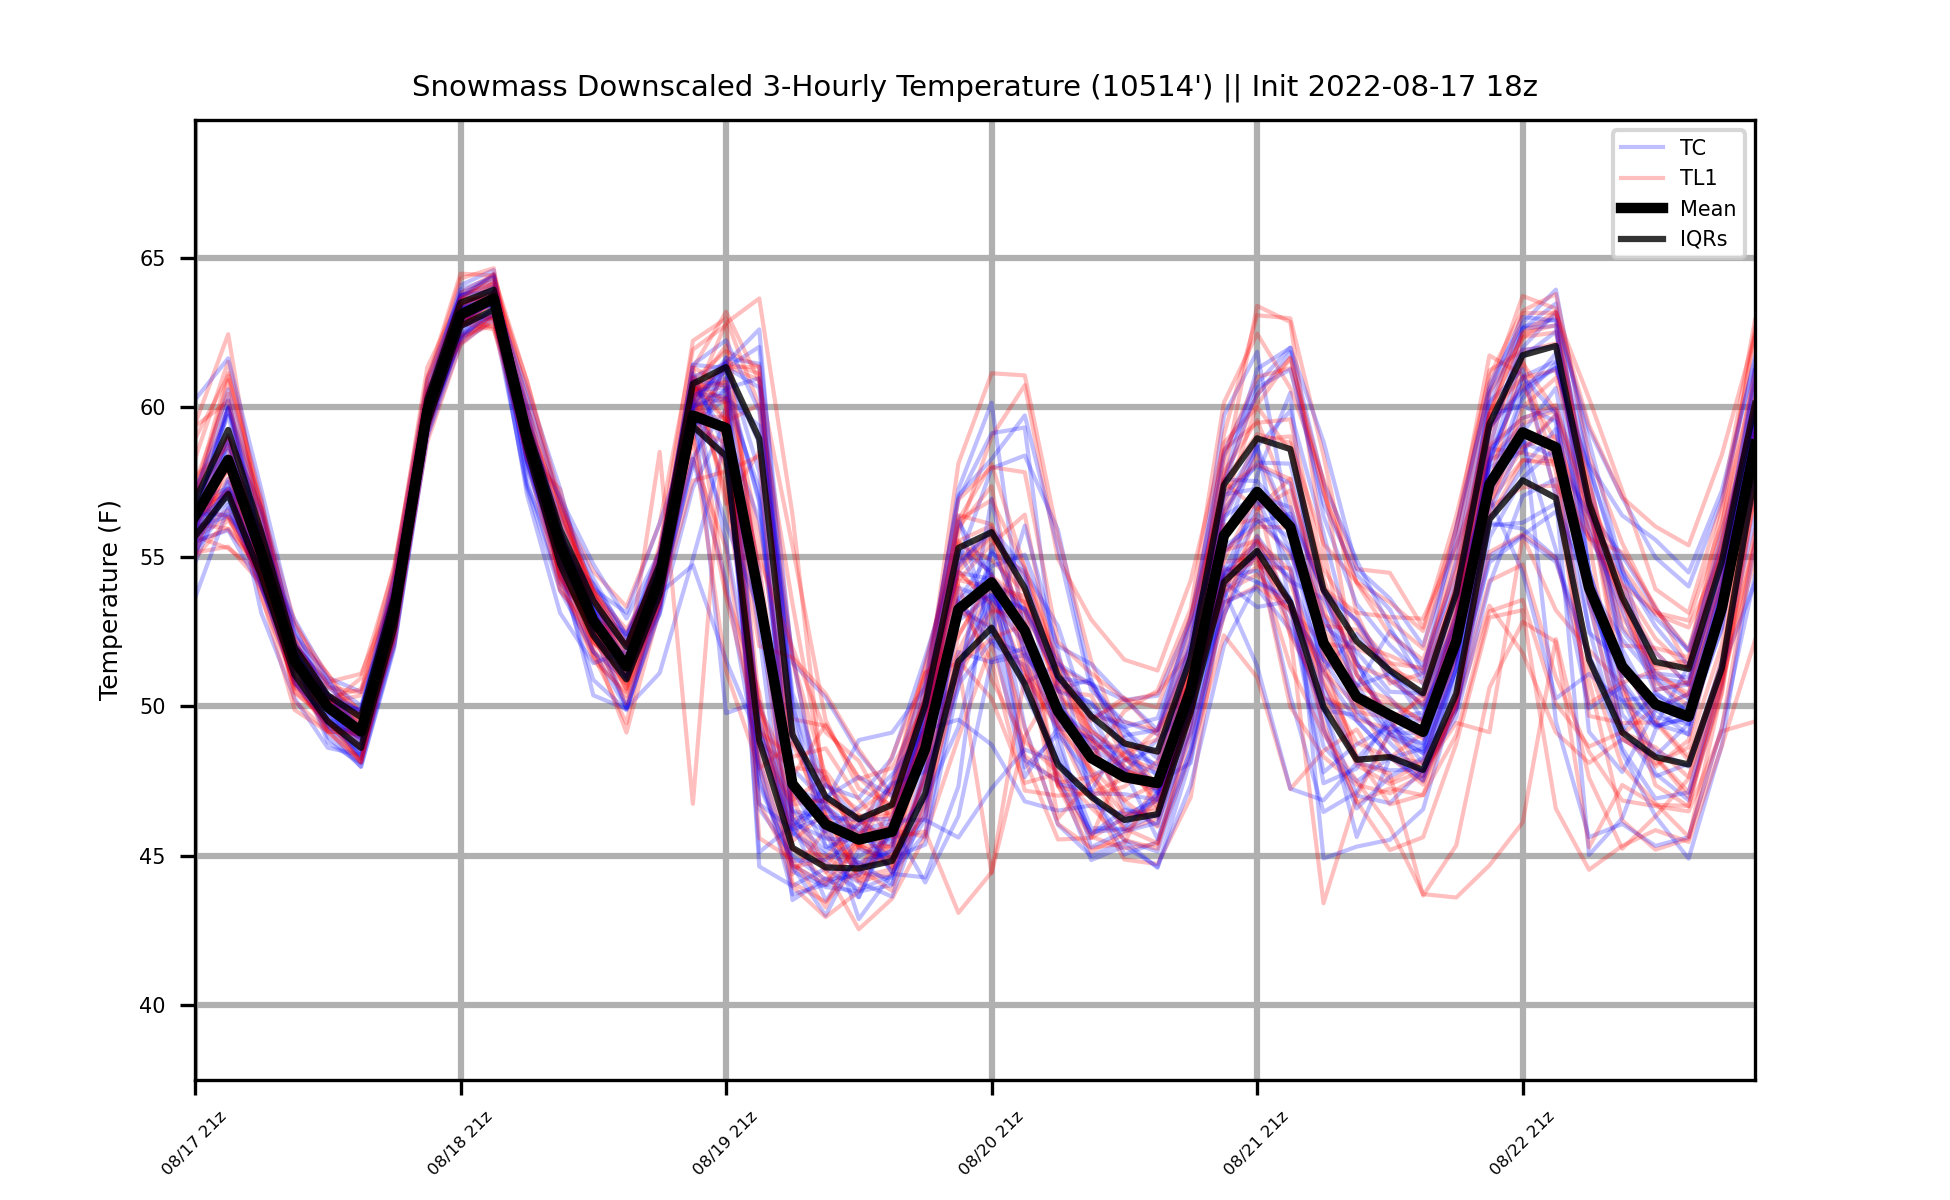 Snowmass Downscaled 3-Hourly Temperature (10514') || Init 2022-08-17 18z
TC
TL1
Mean
IQRs
65
60
55
50
45
40
Temperature (F)
08/17 21z
08/18 21z
08/19 21z
08/20 21z
08/21 21z
08/22 21z